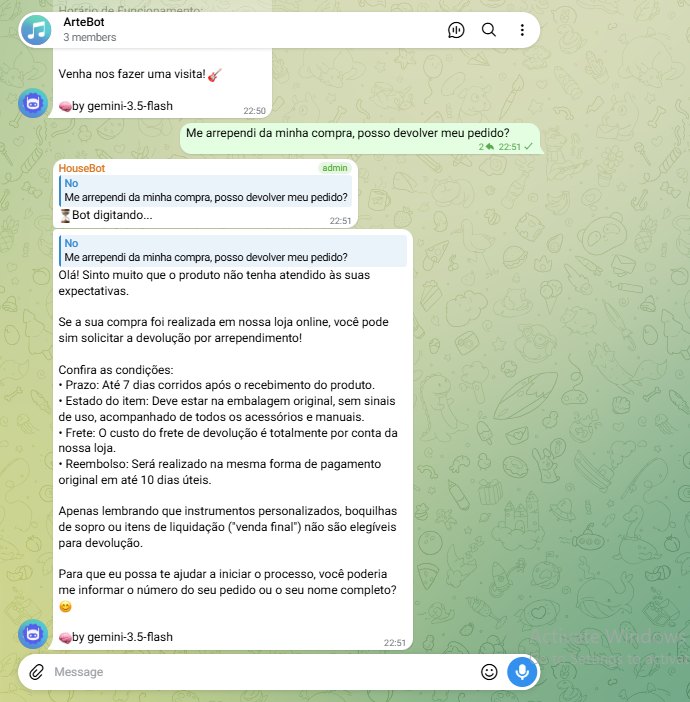 Horário de Funcionamento:
ArteBot
3 members
Venha nos fazer uma visita!🎸
🧠by gemini-3.5-flash
22:50
Me arrependi da minha compra, posso devolver meu pedido?
2 22:51
HouseBot admin
No
Me arrependi da minha compra, posso devolver meu pedido?
⏳Bot digitando...
22:51
No
Me arrependi da minha compra, posso devolver meu pedido?
Olá! Sinto muito que o produto não tenha atendido às suas
expectativas.
Se a sua compra foi realizada em nossa loja online, você pode
sim solicitar a devolução por arrependimento!
Confira as condições:
• Prazo: Até 7 dias corridos após o recebimento do produto.
• Estado do item: Deve estar na embalagem original, sem sinais
de uso, acompanhado de todos os acessórios e manuais.
• Frete: O custo do frete de devolução é totalmente por conta da
nossa loja.
• Reembolso: Será realizado na mesma forma de pagamento
original em até 10 dias úteis.
Apenas lembrando que instrumentos personalizados, boquilhas
de sopro ou itens de liquidação ("venda final") não são elegíveis
para devolução.
Para que eu possa te ajudar a iniciar o processo, você poderia
me informar o número do seu pedido ou o seu nome completo?
😊
🧠by gemini-3.5-flash
22:51
Activate Windows
Message